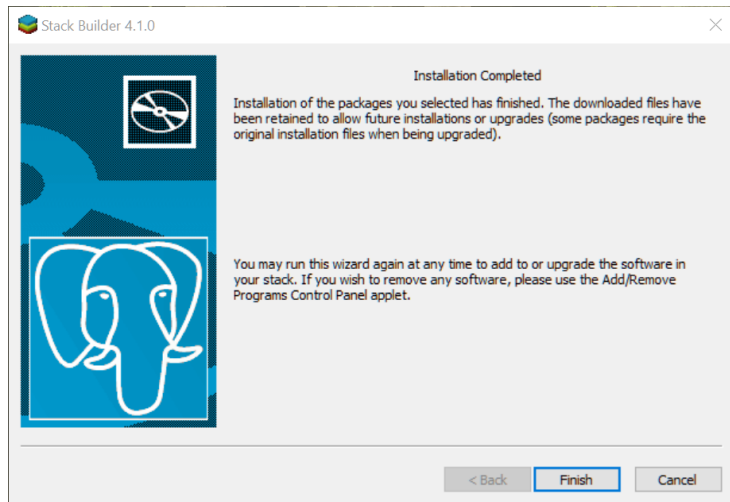 Stack Builder 4.1.0
Installation Completed
Installation of the packages you selected has finished. The downloaded files have
been retained to allow future installations or upgrades (some packages require the
original installation files when being upgraded).
You may run this wizard again at any time to add to or upgrade the software in
your stack. If you wish to remove any software, please use the Add/Remove
Programs Control Panel applet.
< Back
Finish
Cancel